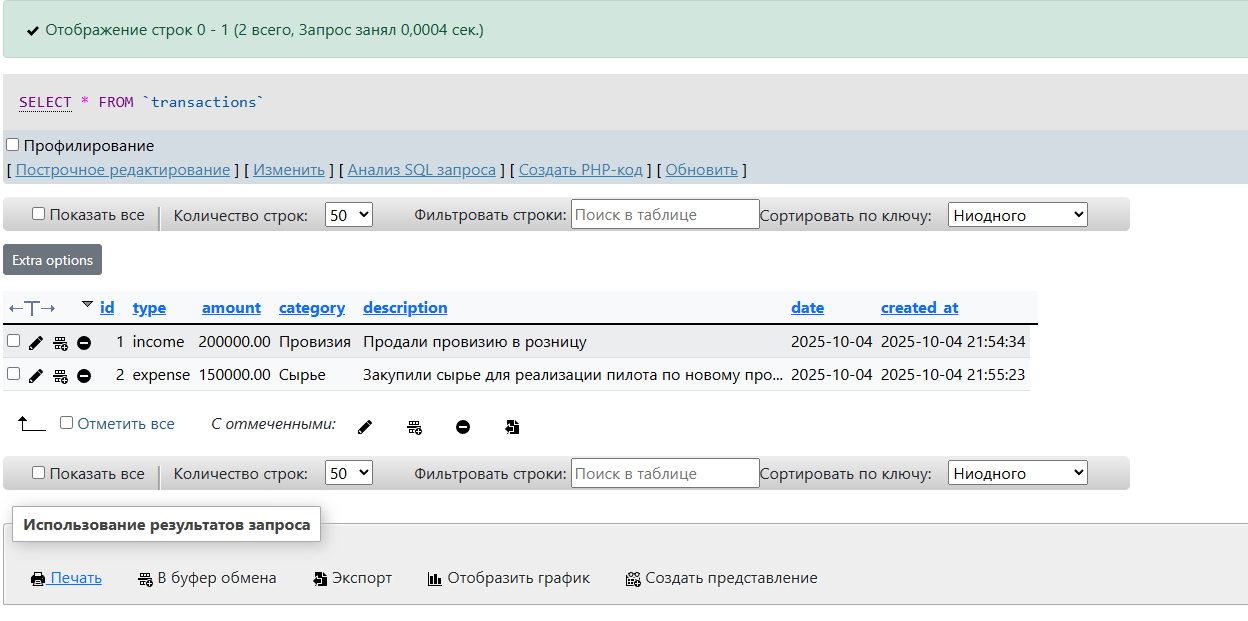 Отображение строк 0 - 1 (2 всего, Запрос занял 0,0004 сек.)
SELECT * FROM `transactions`
Профилирование
[ Построчное редактирование ] [ Изменить ] [ Анализ SQL запроса ] [ Создать PHP-код ] [ Обновить ]
Показать все Количество строк: 50 Фильтровать строки: Поиск в таблице Сортировать по ключу: Ниодного
Extra options
←T→ id type amount category description date created_at
1 income 200000.00 Провизия Продали провизию в розницу 2025-10-04 2025-10-04 21:54:34
2 expense 150000.00 Сырье Закупили сырье для реализации пилота по новому про... 2025-10-04 2025-10-04 21:55:23
Отметить все С отмеченными:
Показать все Количество строк: 50 Фильтровать строки: Поиск в таблице Сортировать по ключу: Ниодного
Использование результатов запроса
Печать В буфер обмена Экспорт Отобразить график Создать представление